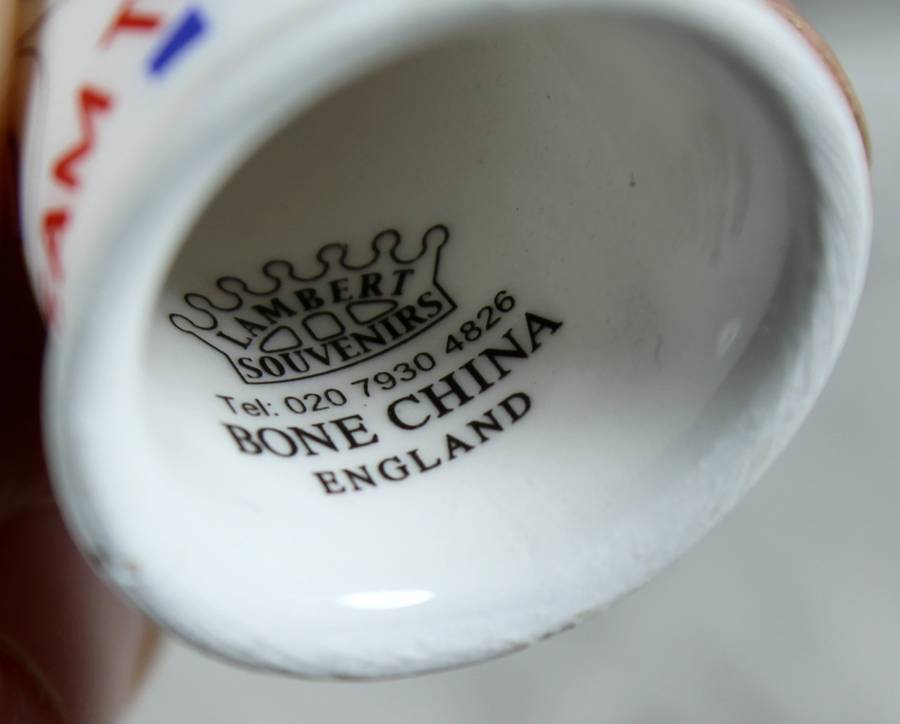 LAMBERT
SOUVENIRS
Tel: 020 7930 4826
BONE CHINA
ENGLAND